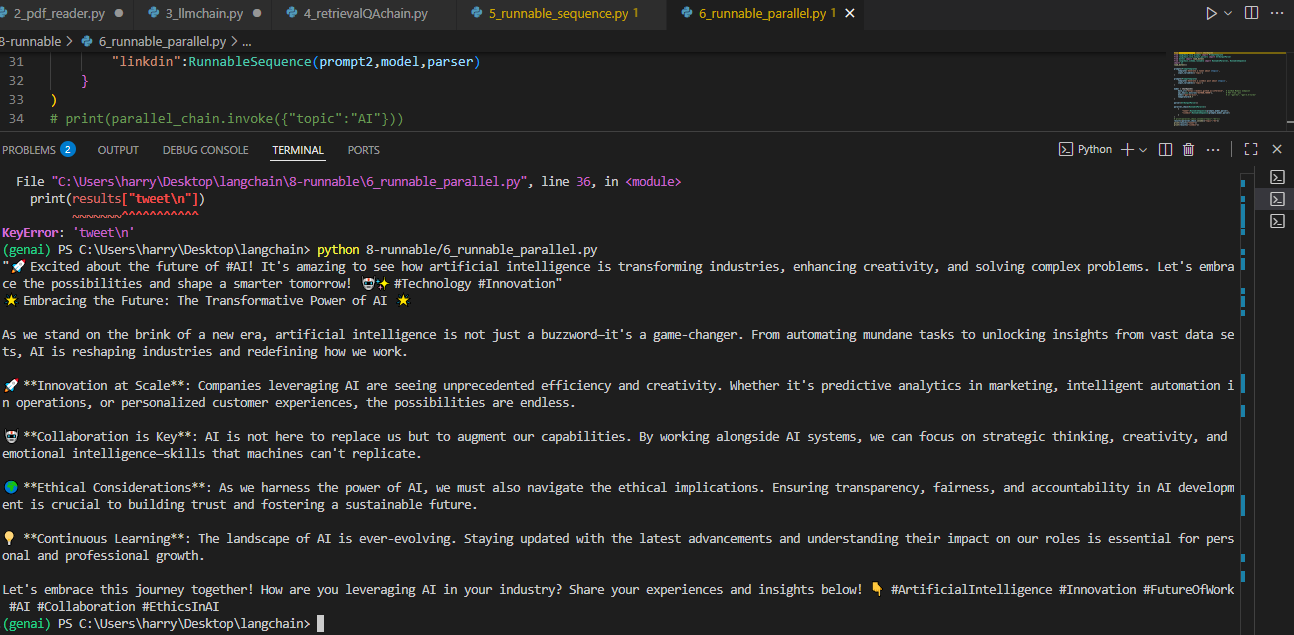 2_pdf_reader.py ● 3_llmchain.py ● 4_retrievalQAchain.py 5_runnable_sequence.py 1 6_runnable_parallel.py 1 ×
8-runnable > 6_runnable_parallel.py > ...
31 "linkdin":RunnableSequence(prompt2,model,parser)
32 }
33 )
34 # print(parallel_chain.invoke({"topic":"AI"}))
PROBLEMS 2 OUTPUT DEBUG CONSOLE TERMINAL PORTS Python
File "C:\Users\harry\Desktop\langchain\8-runnable\6_runnable_parallel.py", line 36, in <module>
print(results["tweet\n"])
~~~~~~~^^^^^^^^^^^
KeyError: 'tweet\n'
(genai) PS C:\Users\harry\Desktop\langchain> python 8-runnable/6_runnable_parallel.py
"🚀 Excited about the future of #AI! It's amazing to see how artificial intelligence is transforming industries, enhancing creativity, and solving complex problems. Let's embra
ce the possibilities and shape a smarter tomorrow! 🤖✨ #Technology #Innovation"
🌟 Embracing the Future: The Transformative Power of AI 🌟
As we stand on the brink of a new era, artificial intelligence is not just a buzzword—it's a game-changer. From automating mundane tasks to unlocking insights from vast data se
ts, AI is reshaping industries and redefining how we work.
🚀 **Innovation at Scale**: Companies leveraging AI are seeing unprecedented efficiency and creativity. Whether it's predictive analytics in marketing, intelligent automation i
n operations, or personalized customer experiences, the possibilities are endless.
🤖 **Collaboration is Key**: AI is not here to replace us but to augment our capabilities. By working alongside AI systems, we can focus on strategic thinking, creativity, and
emotional intelligence—skills that machines can't replicate.
🌍 **Ethical Considerations**: As we harness the power of AI, we must also navigate the ethical implications. Ensuring transparency, fairness, and accountability in AI developm
ent is crucial to building trust and fostering a sustainable future.
💡 **Continuous Learning**: The landscape of AI is ever-evolving. Staying updated with the latest advancements and understanding their impact on our roles is essential for pers
onal and professional growth.
Let's embrace this journey together! How are you leveraging AI in your industry? Share your experiences and insights below! 👇 #ArtificialIntelligence #Innovation #FutureOfWork
#AI #Collaboration #EthicsInAI
(genai) PS C:\Users\harry\Desktop\langchain>